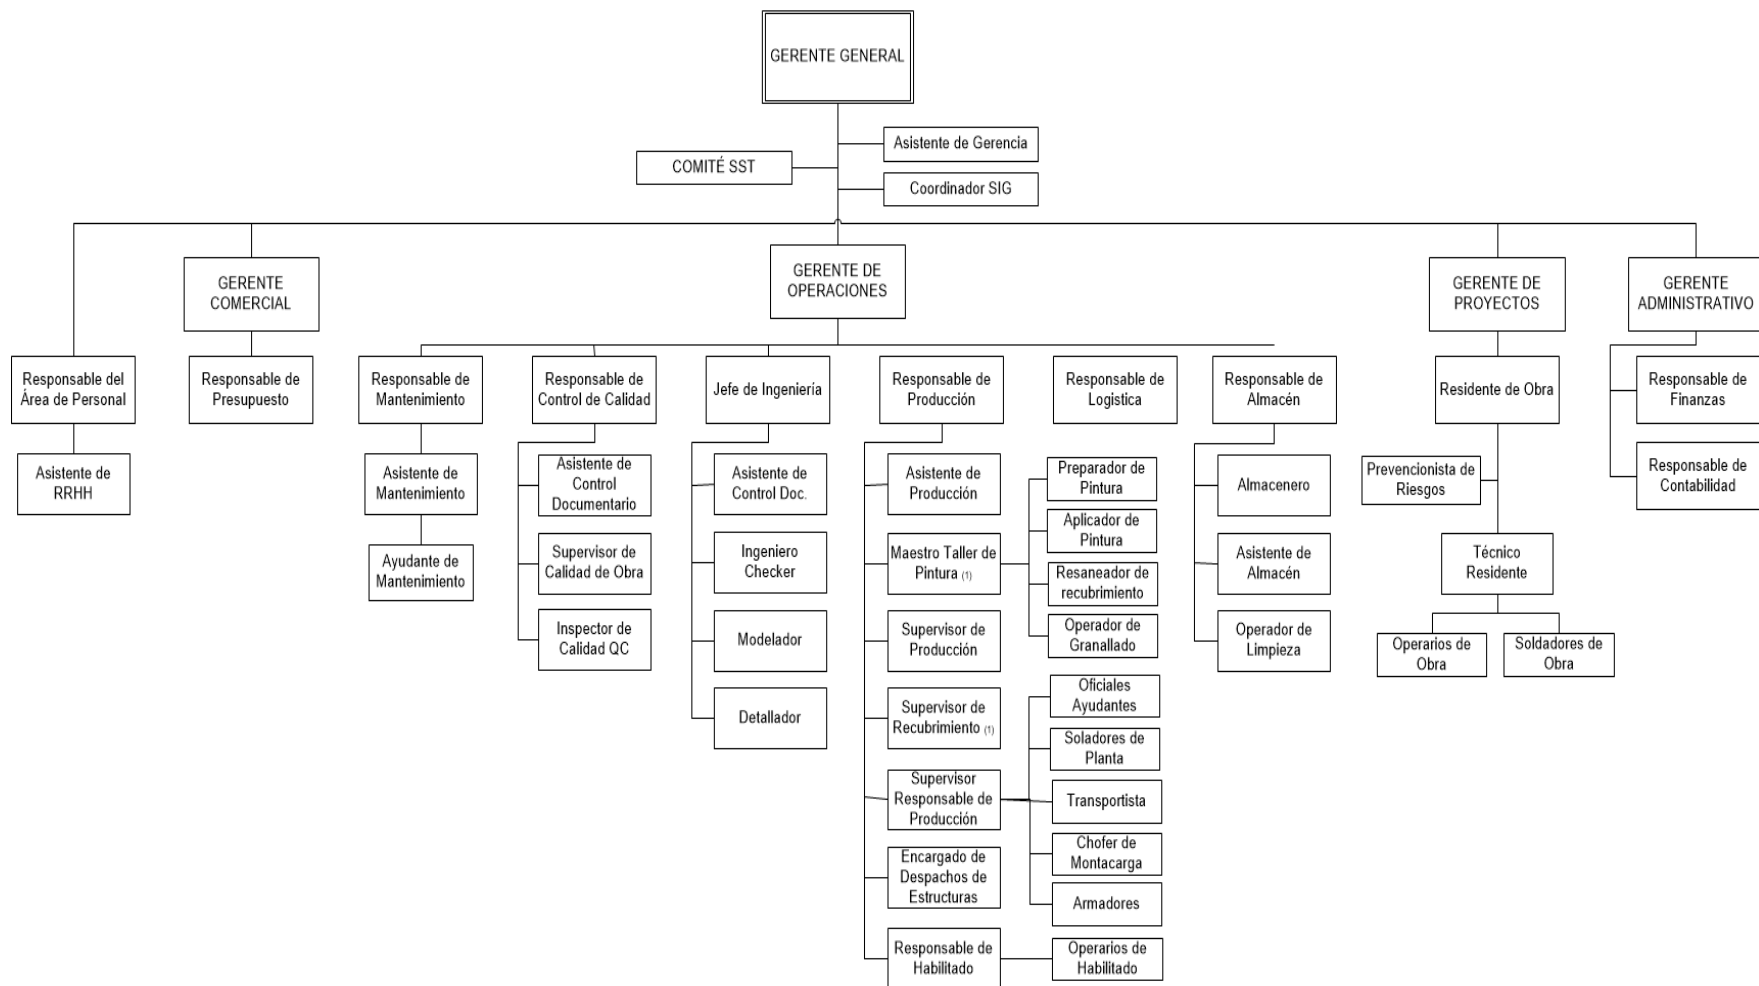 GERENTE GENERAL
Asistente de Gerencia
COMITÉ SST
Coordinador SIG
GERENTE
COMERCIAL
GERENTE DE
OPERACIONES
GERENTE DE
PROYECTOS
GERENTE
ADMINISTRATIVO
Responsable del
Área de Personal
Responsable de
Presupuesto
Responsable de
Mantenimiento
Responsable de
Control de Calidad
Jefe de Ingeniería
Responsable de
Producción
Responsable de
Logistica
Responsable de
Almacén
Residente de Obra
Responsable de
Finanzas
Asistente de
RRHH
Asistente de
Mantenimiento
Ayudante de
Mantenimiento
Asistente de
Control
Documentario
Supervisor de
Calidad de Obra
Inspector de
Calidad QC
Asistente de
Control Doc.
Ingeniero
Checker
Modelador
Detallador
Asistente de
Producción
Maestro Taller de
Pintura (1)
Supervisor de
Producción
Supervisor de
Recubrimiento (1)
Supervisor
Responsable de
Producción
Encargado de
Despachos de
Estructuras
Responsable de
Habilitado
Preparador de
Pintura
Aplicador de
Pintura
Resaneador de
recubrimiento
Operador de
Granallado
Oficiales
Ayudantes
Soladores de
Planta
Transportista
Chofer de
Montacarga
Armadores
Operarios de
Habilitado
Almacenero
Asistente de
Almacén
Operador de
Limpieza
Prevencionista de
Riesgos
Técnico
Residente
Operarios de
Obra
Soldadores de
Obra
Responsable de
Contabilidad